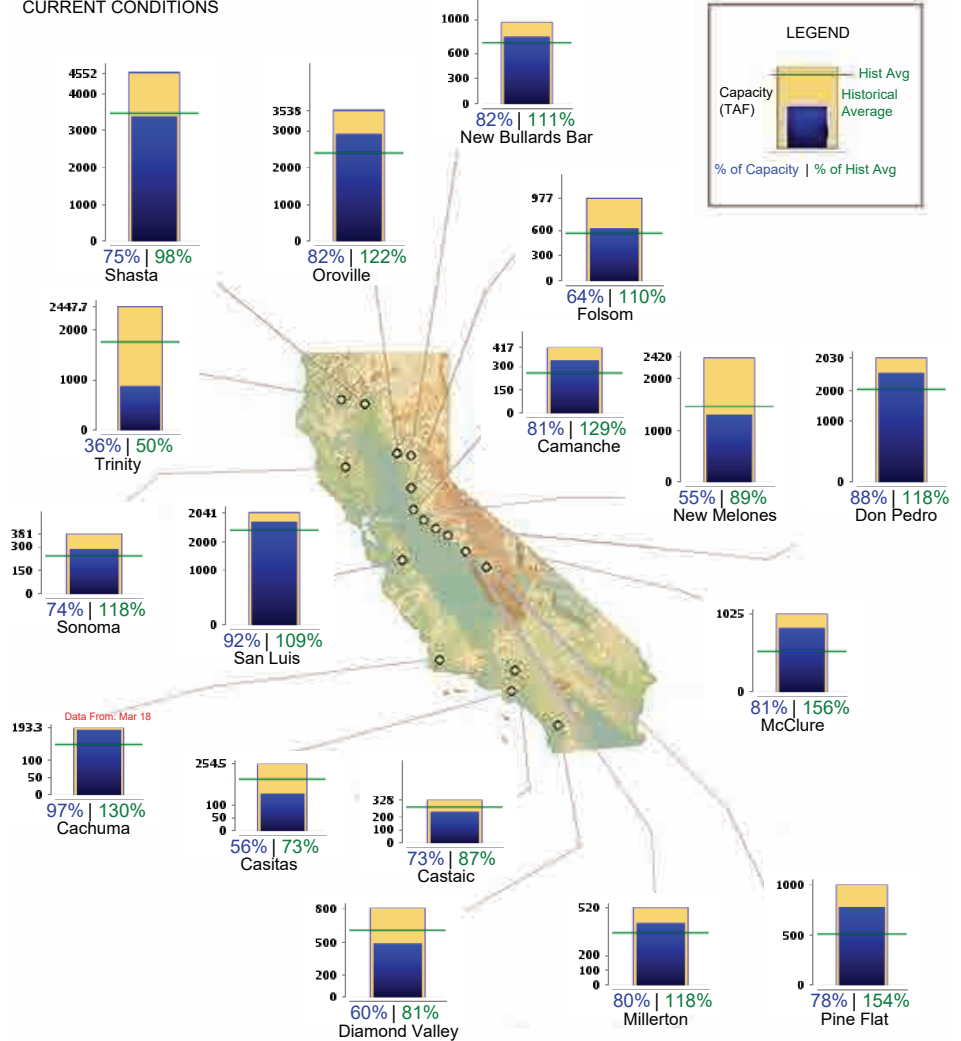 CURRENT CONDITIONS
1000
600
300
0
82% | 111%
New Bullards Bar
LEGEND
Hist Avg
Capacity
(TAF)
Historical
Average
% of Capacity | % of Hist Avg
4552
4000
3000
2000
1000
0
75% | 98%
Shasta
3538
3000
2000
1000
0
82% | 122%
Oroville
977
600
300
0
64% | 110%
Folsom
2447.7
2000
1000
0
36% | 50%
Trinity
417
300
150
0
81% | 129%
Camanche
2420
2000
1000
0
55% | 89%
New Melones
2030
2000
1000
0
88% | 118%
Don Pedro
381
300
150
0
74% | 118%
Sonoma
2041
2000
1000
0
92% | 109%
San Luis
1025
0
81% | 156%
McClure
Data From: Mar 18
193.3
100
50
0
97% | 130%
Cachuma
254.5
100
50
0
56% | 73%
Casitas
328
200
100
0
73% | 87%
Castaic
800
500
200
0
60% | 81%
Diamond Valley
520
200
100
0
80% | 118%
Millerton
1000
500
0
78% | 154%
Pine Flat